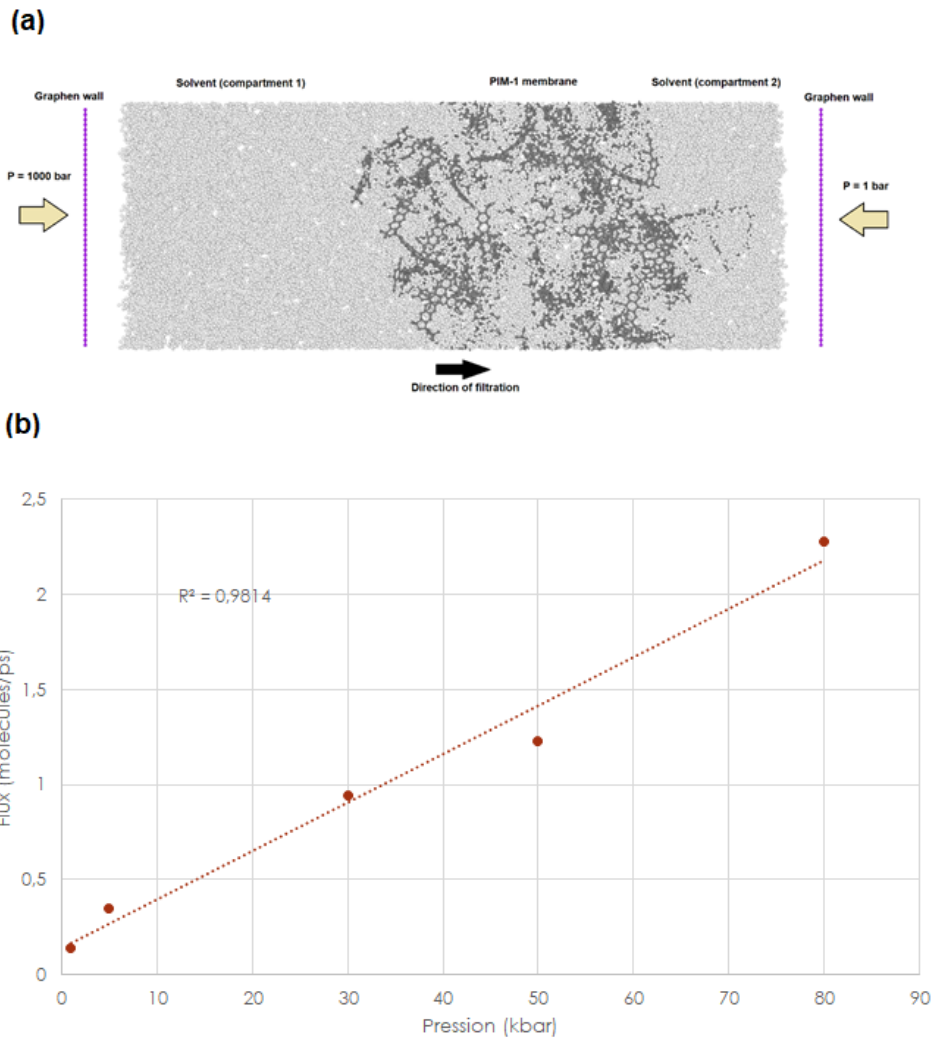 (a)
Solvent (compartment 1)
PIM-1 membrane
Solvent (compartment 2)
Graphen wall
Graphen wall
P = 1000 bar
P = 1 bar
Direction of filtration
(b)
2,5
2
1,5
1
0,5
0
R² = 0,9814
Flux (molecules/ps)
0 10 20 30 40 50 60 70 80 90
Pression (kbar)